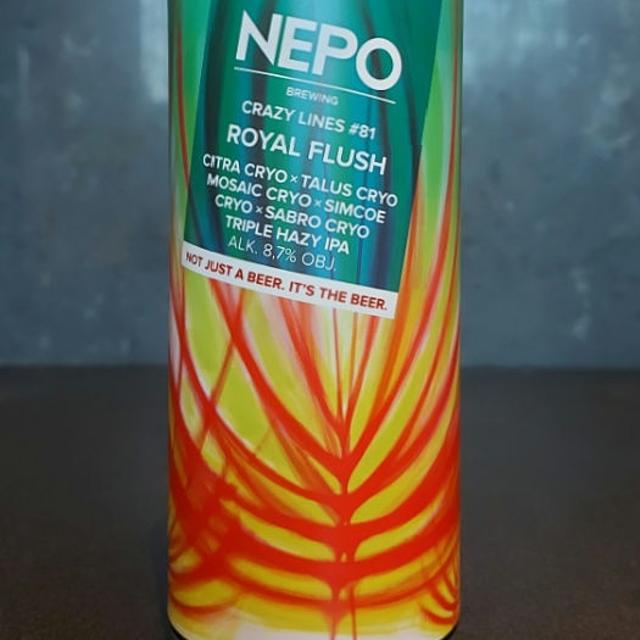 NEPO
BREWING
CRAZY LINES #81
ROYAL FLUSH
CITRA CRYO × TALUS CRYO
MOSAIC CRYO × SIMCOE
CRYO × SABRO CRYO
TRIPLE HAZY IPA
ALK. 8,7% OBJ.
NOT JUST A BEER. IT'S THE BEER.